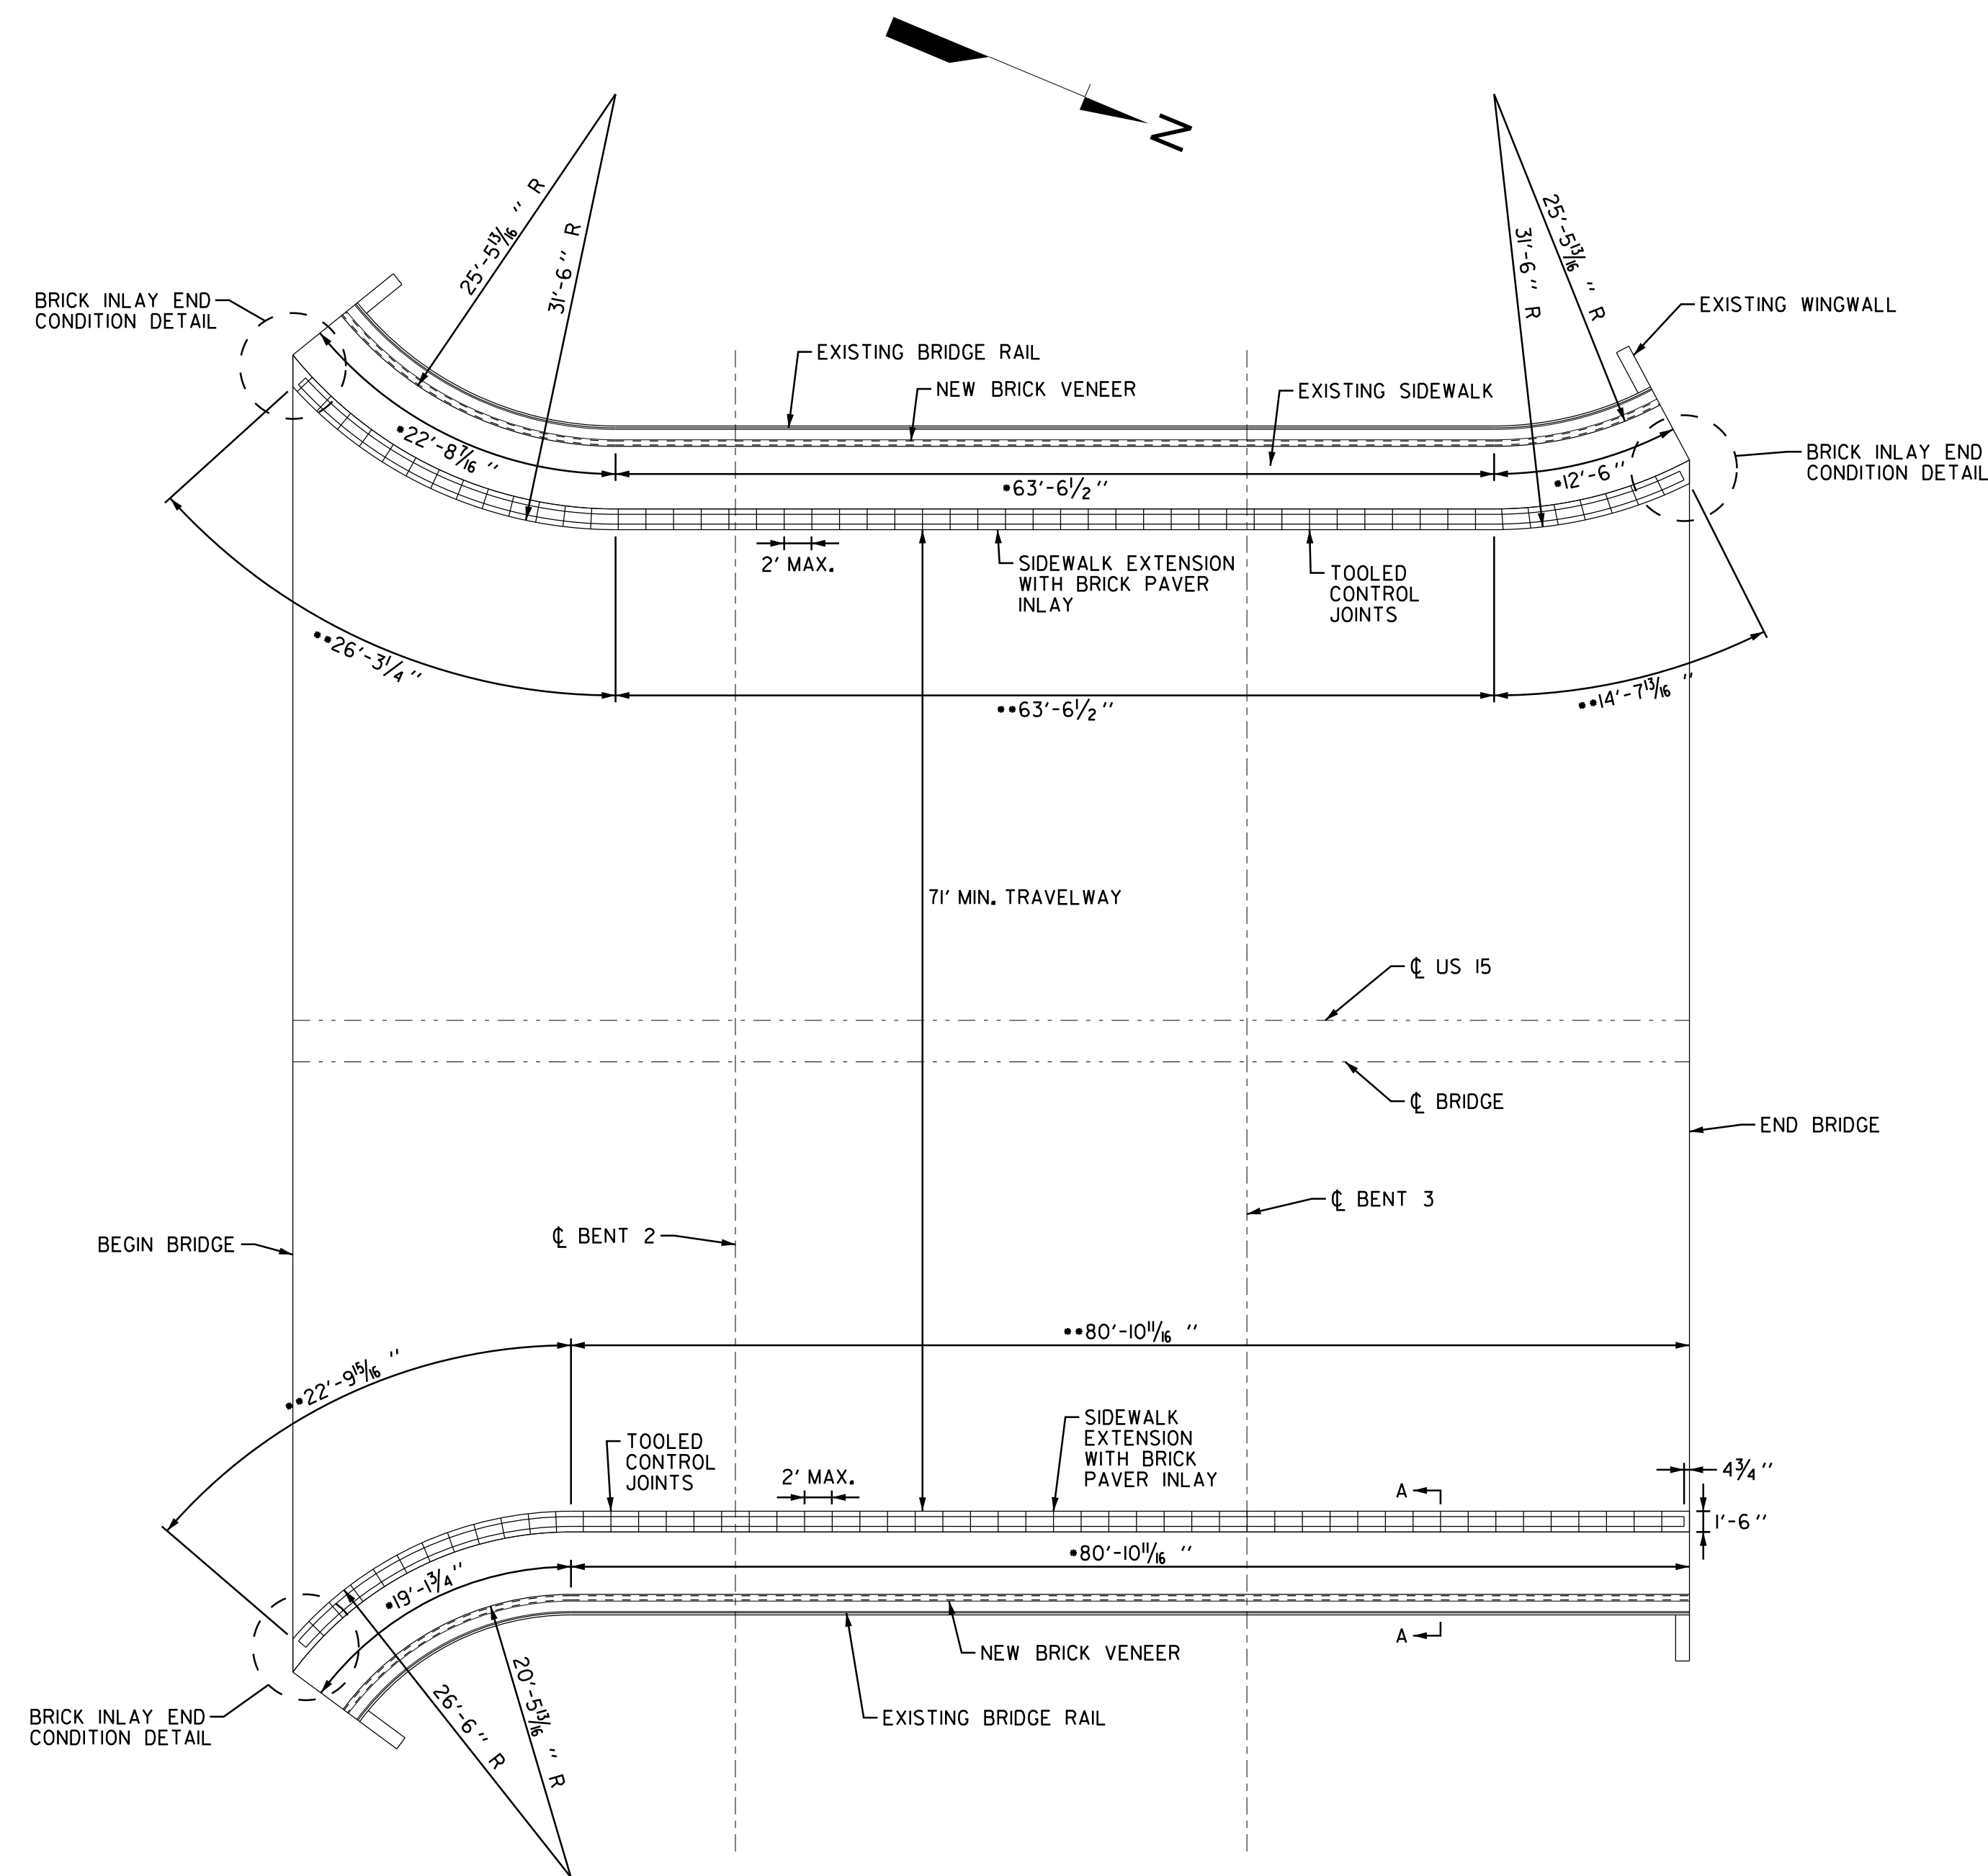 N
25'-5 13/16 " R
31'-6" R
25'-5 13/16 " R
31'-6" R
BRICK INLAY END
CONDITION DETAIL
EXISTING WINGWALL
EXISTING BRIDGE RAIL
NEW BRICK VENEER
EXISTING SIDEWALK
BRICK INLAY END
CONDITION DETAIL
*22'-8 7/16 "
*63'-6 1/2 "
*12'-6"
2' MAX.
SIDEWALK EXTENSION
WITH BRICK PAVER
INLAY
TOOLED
CONTROL
JOINTS
**26'-3 1/4 "
**63'-6 1/2 "
**14'-7 13/16 "
71' MIN. TRAVELWAY
℄ US 15
℄ BRIDGE
END BRIDGE
℄ BENT 3
℄ BENT 2
BEGIN BRIDGE
**80'-10 11/16 "
**22'-9 15/16 "
TOOLED
CONTROL
JOINTS
2' MAX.
SIDEWALK
EXTENSION
WITH BRICK
PAVER INLAY
A
4 3/4 "
1'-6"
*80'-10 11/16 "
*19'-1 3/4 "
A
NEW BRICK VENEER
20'-5 13/16 " R
26'-6" R
EXISTING BRIDGE RAIL
BRICK INLAY END
CONDITION DETAIL